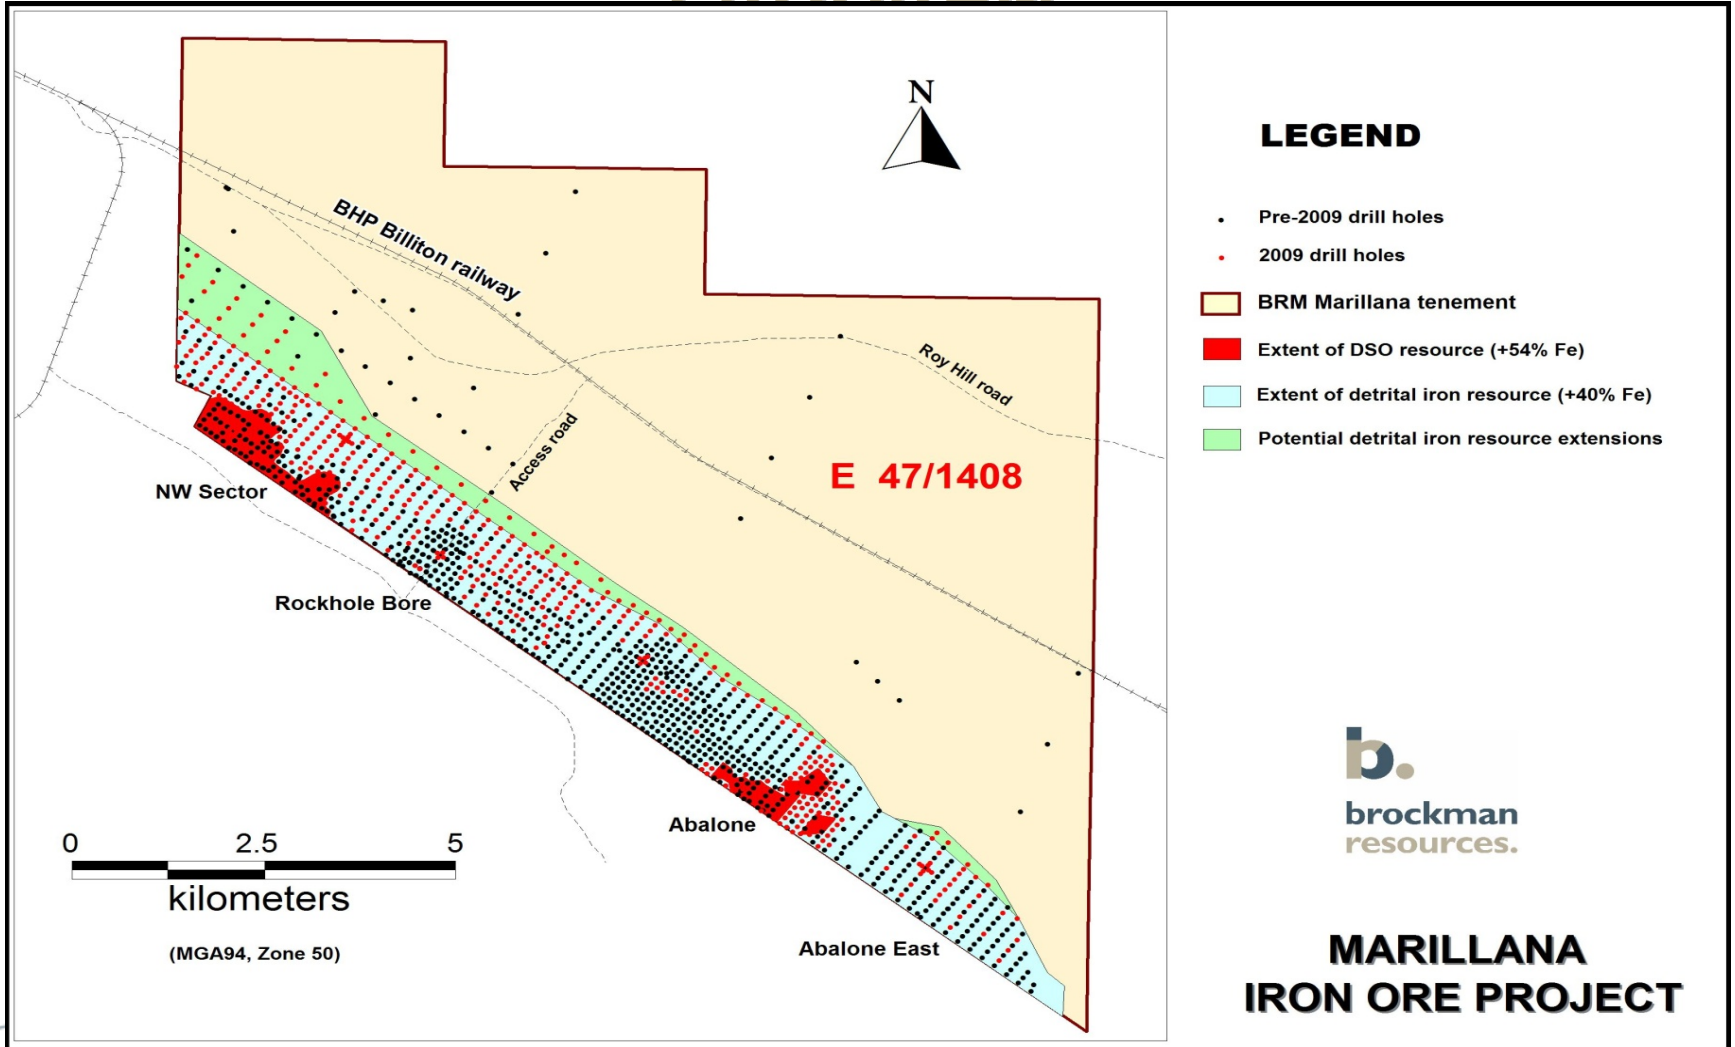 N
BHP Billiton railway
Roy Hill road
Access road
E 47/1408
NW Sector
Rockhole Bore
Abalone
Abalone East
0 2.5 5
kilometers
(MGA94, Zone 50)
LEGEND
Pre-2009 drill holes
2009 drill holes
BRM Marillana tenement
Extent of DSO resource (+54% Fe)
Extent of detrital iron resource (+40% Fe)
Potential detrital iron resource extensions
b.
brockman
resources.
MARILLANA
IRON ORE PROJECT